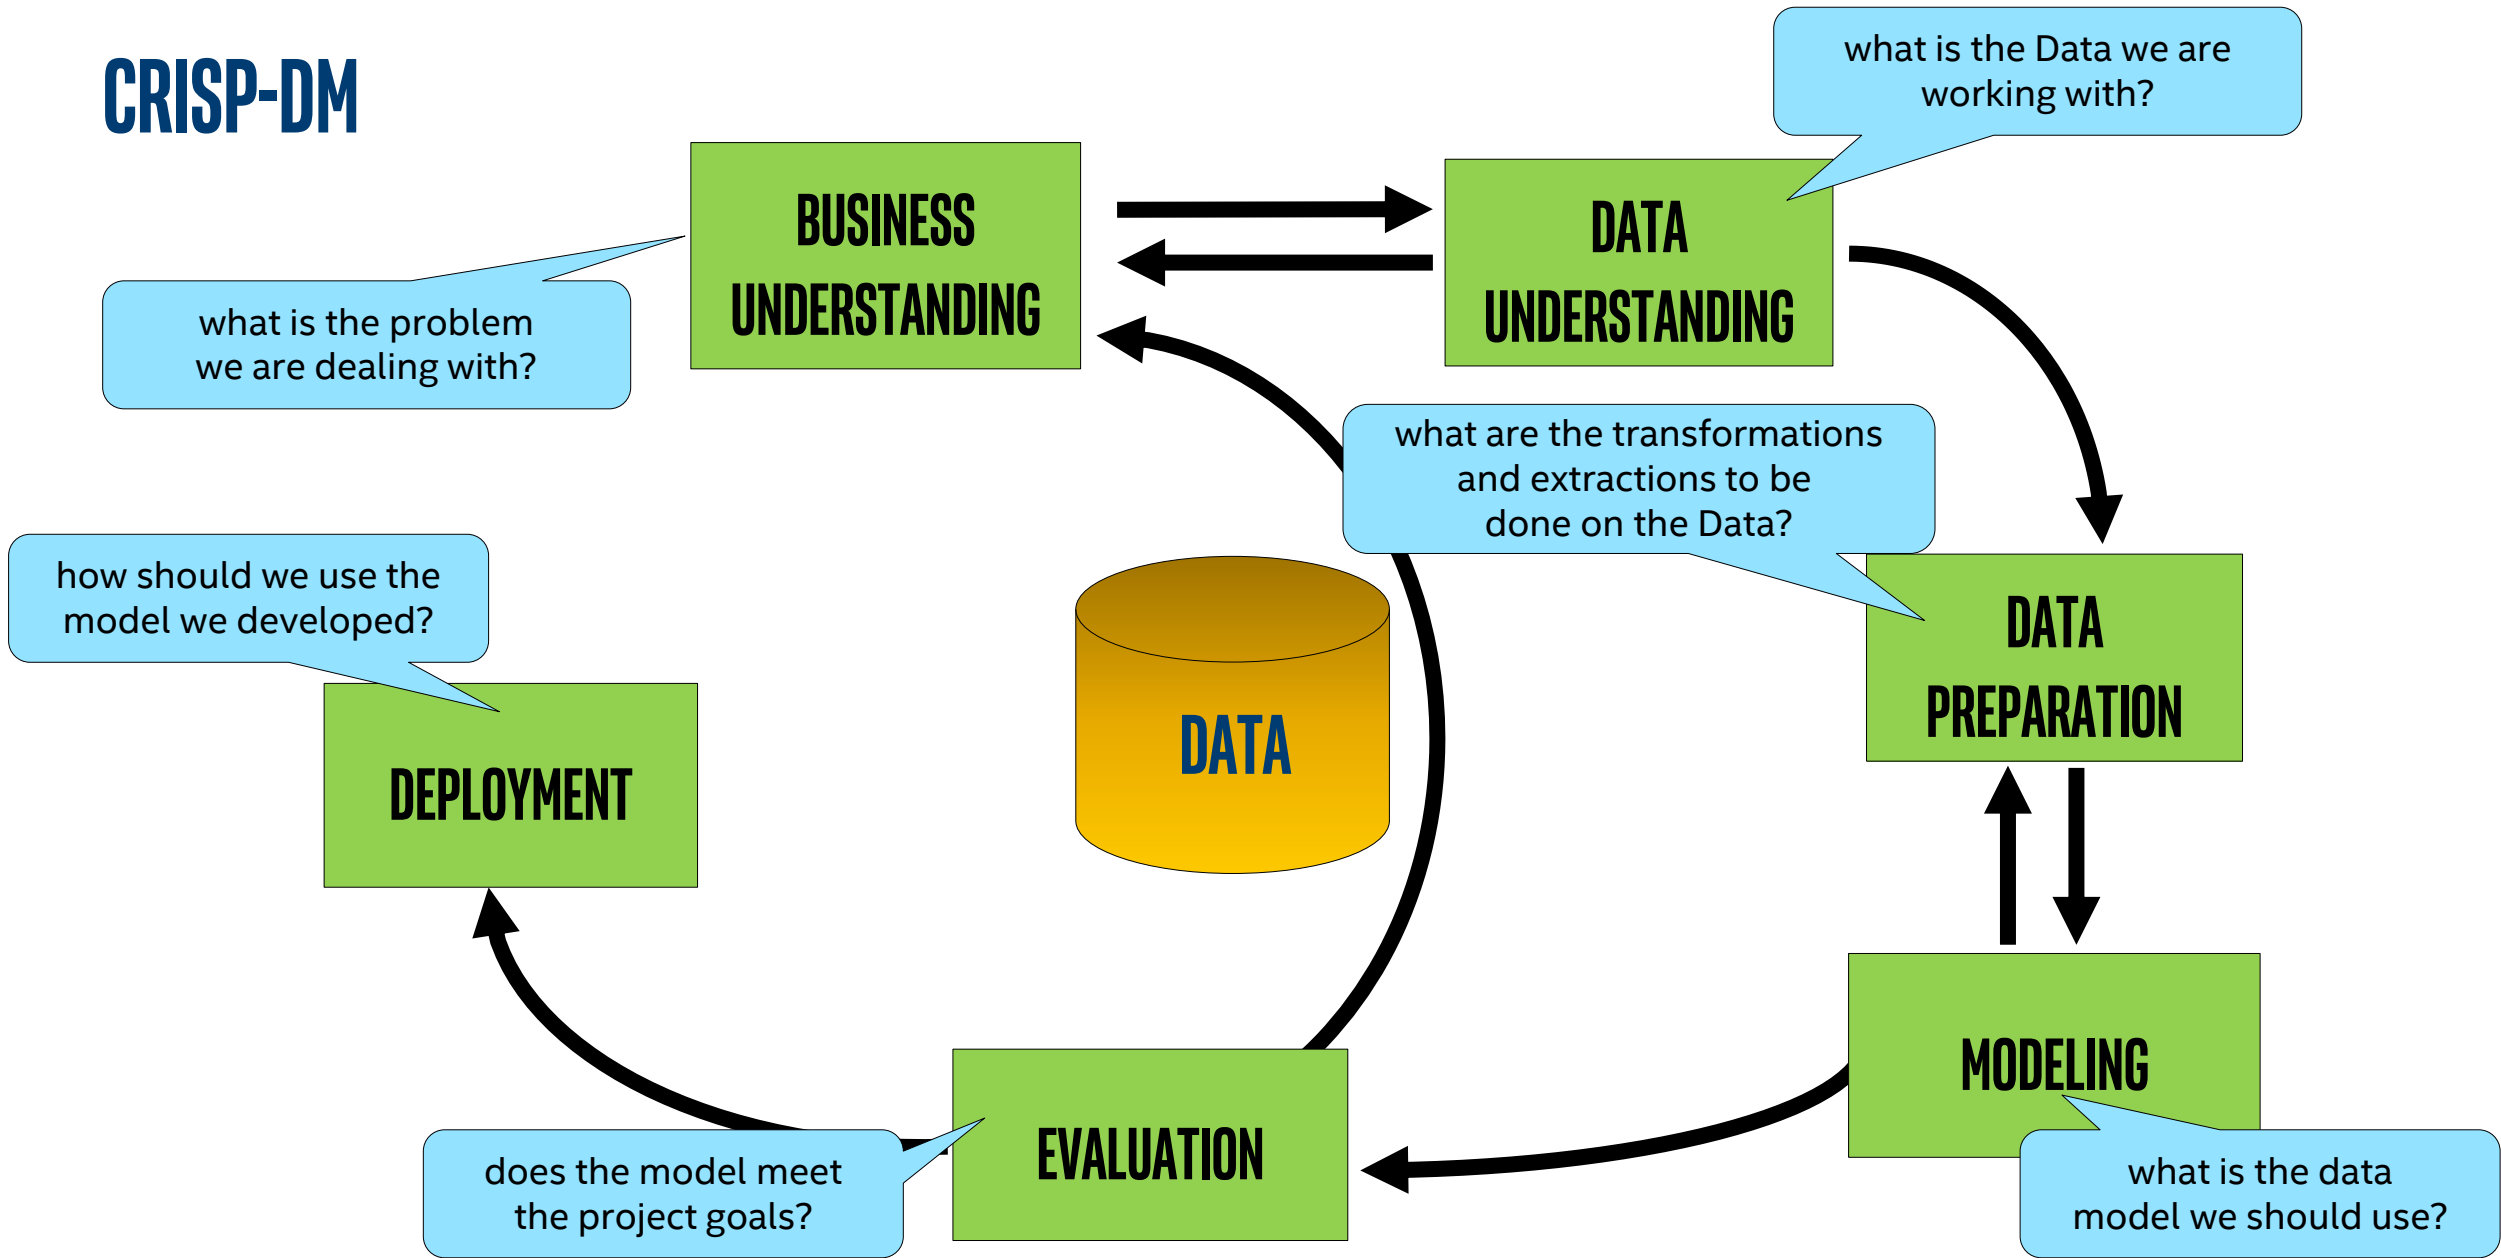 CRISP-DM
what is the Data we are
working with?
BUSINESS
UNDERSTANDING
DATA
UNDERSTANDING
what is the problem
we are dealing with?
what are the transformations
and extractions to be
done on the Data?
how should we use the
model we developed?
DATA
PREPARATION
DATA
DEPLOYMENT
MODELING
EVALUATION
does the model meet
the project goals?
what is the data
model we should use?